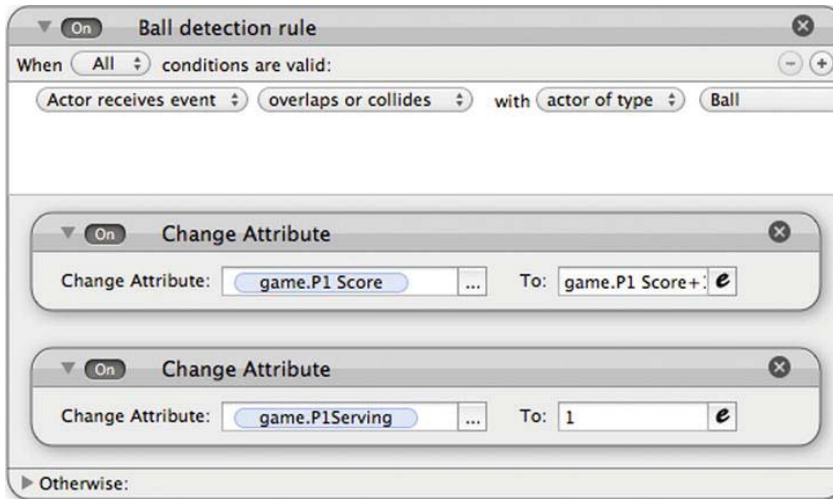 On Ball detection rule
When All conditions are valid:
Actor receives event overlaps or collides with actor of type Ball
On Change Attribute
Change Attribute: game.P1 Score ... To: game.P1 Score+ e
On Change Attribute
Change Attribute: game.P1Serving ... To: 1 e
Otherwise: